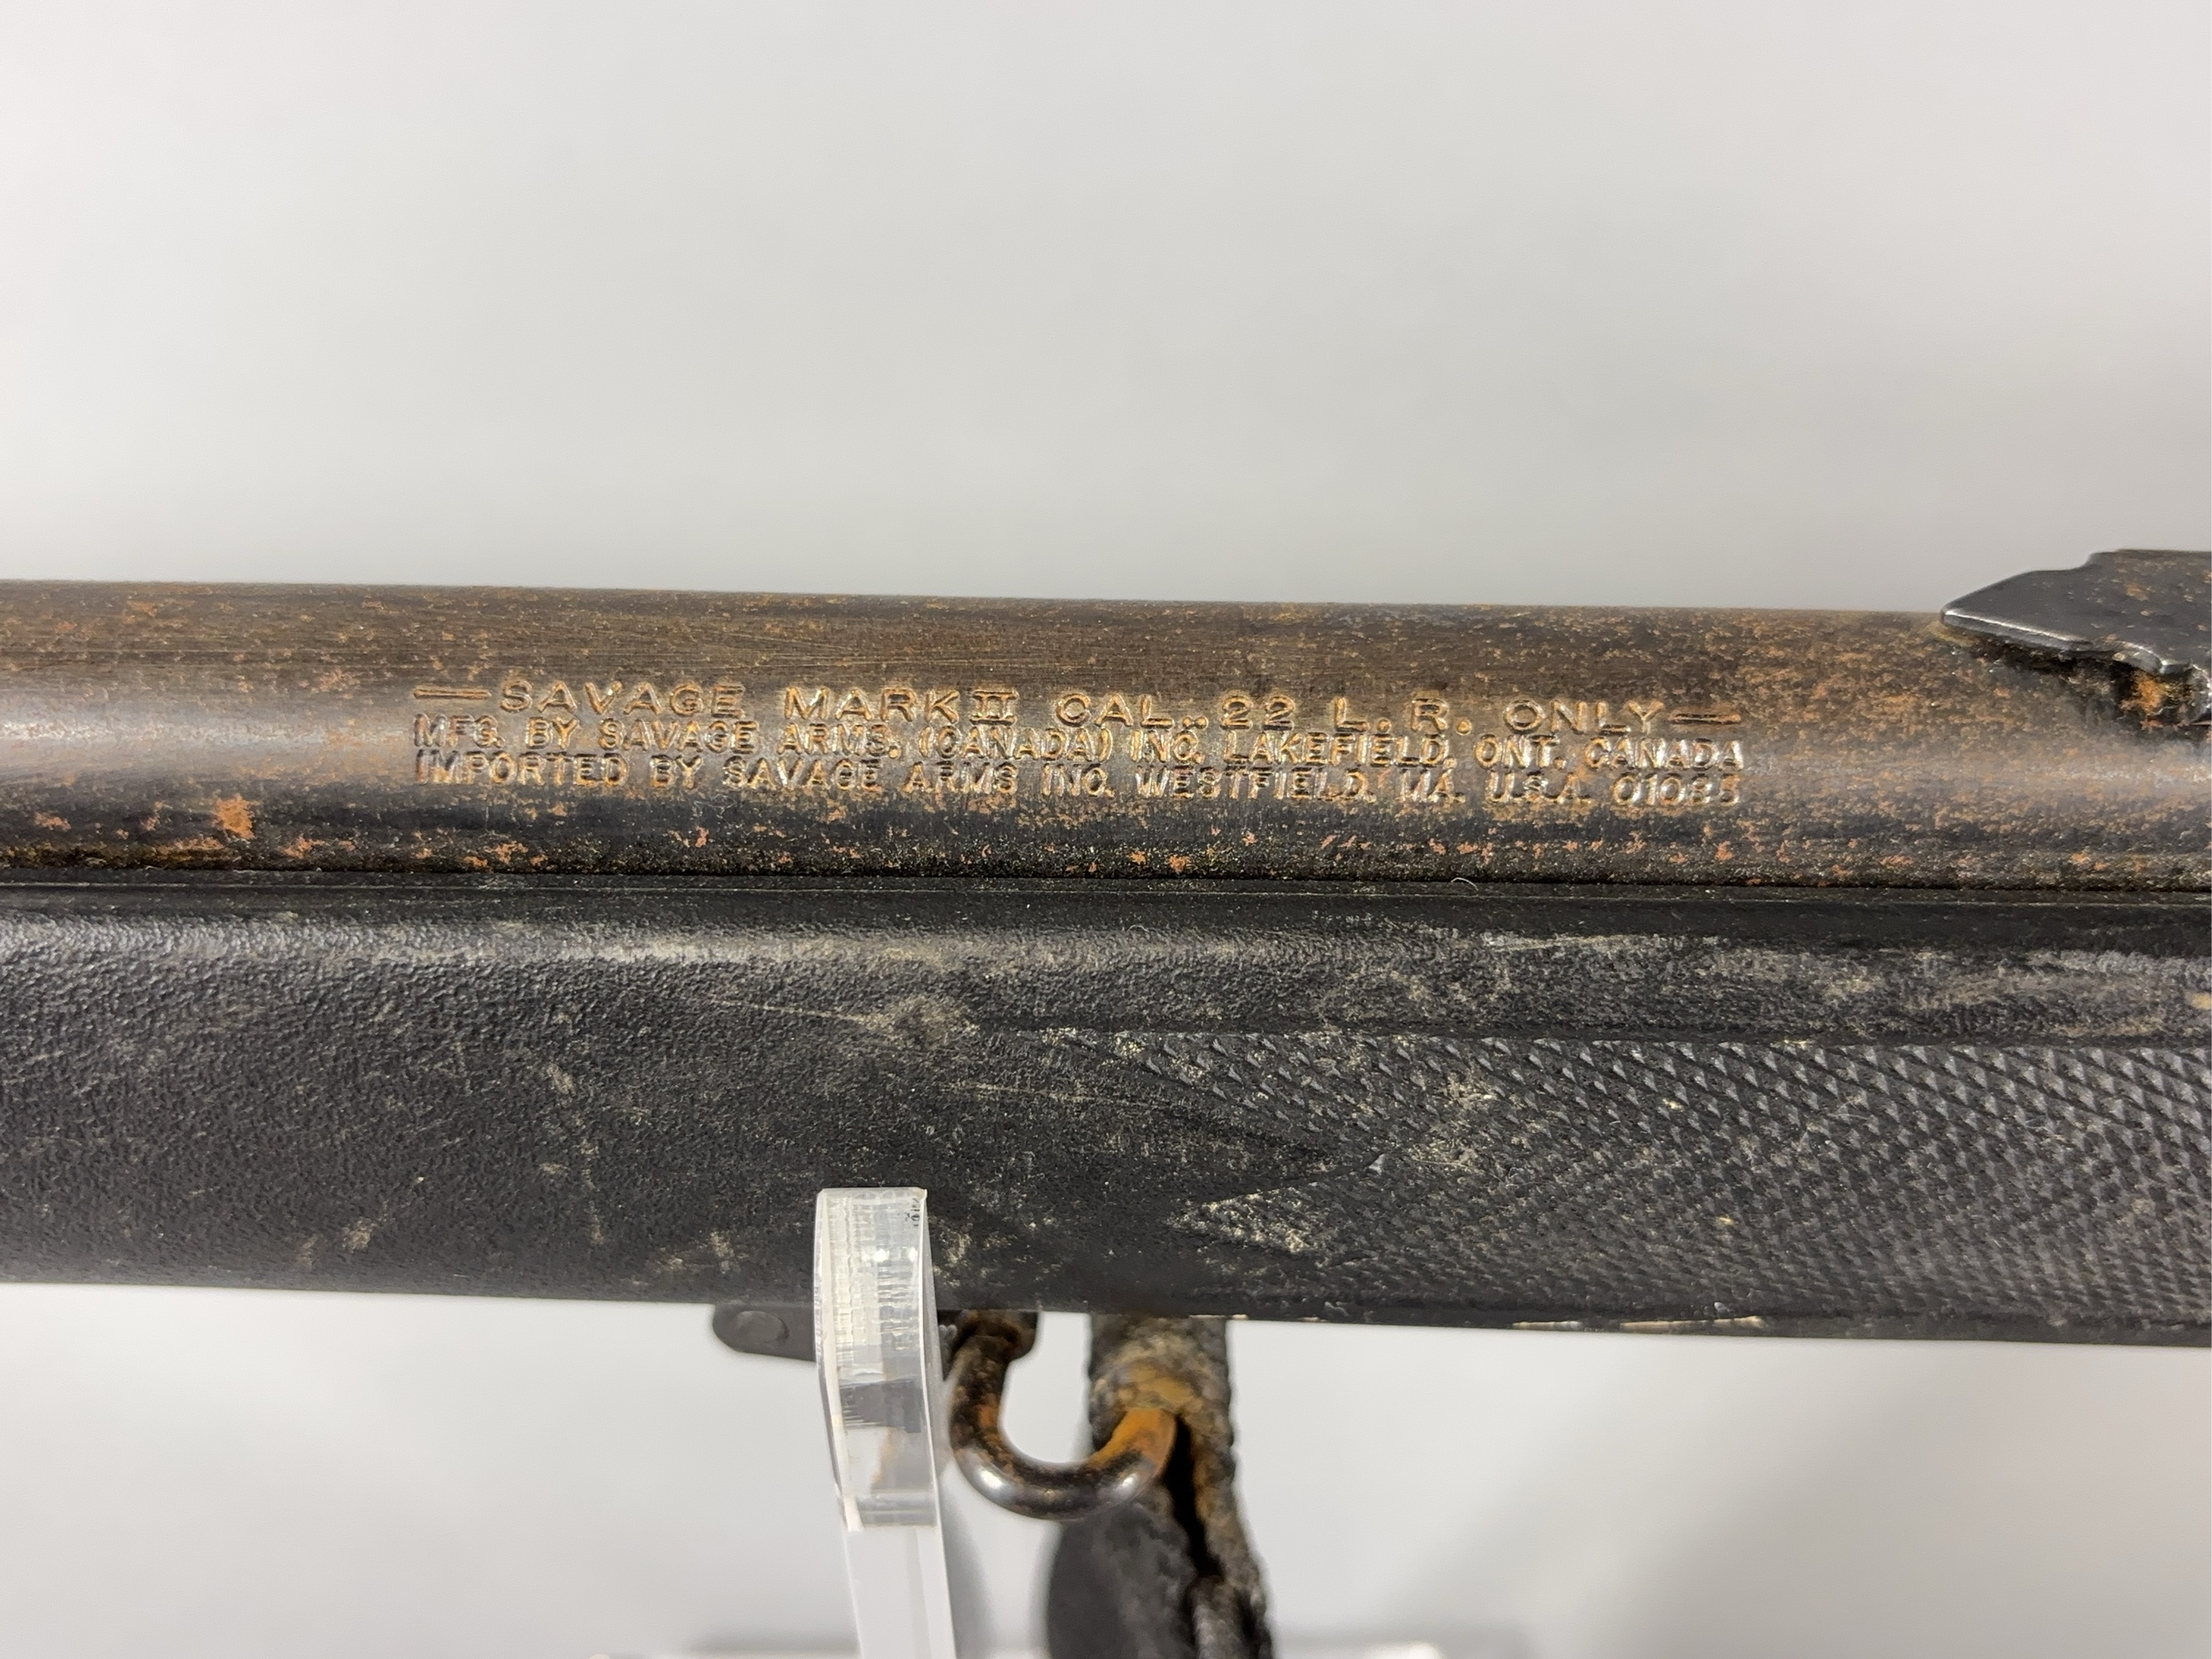 —SAVAGE MARK II CAL. .22 L.R. ONLY—
MFG. BY SAVAGE ARMS. (CANADA) INC. LAKEFIELD. ONT. CANADA
IMPORTED BY SAVAGE ARMS INC. WESTFIELD. MA. U.S.A. 01085